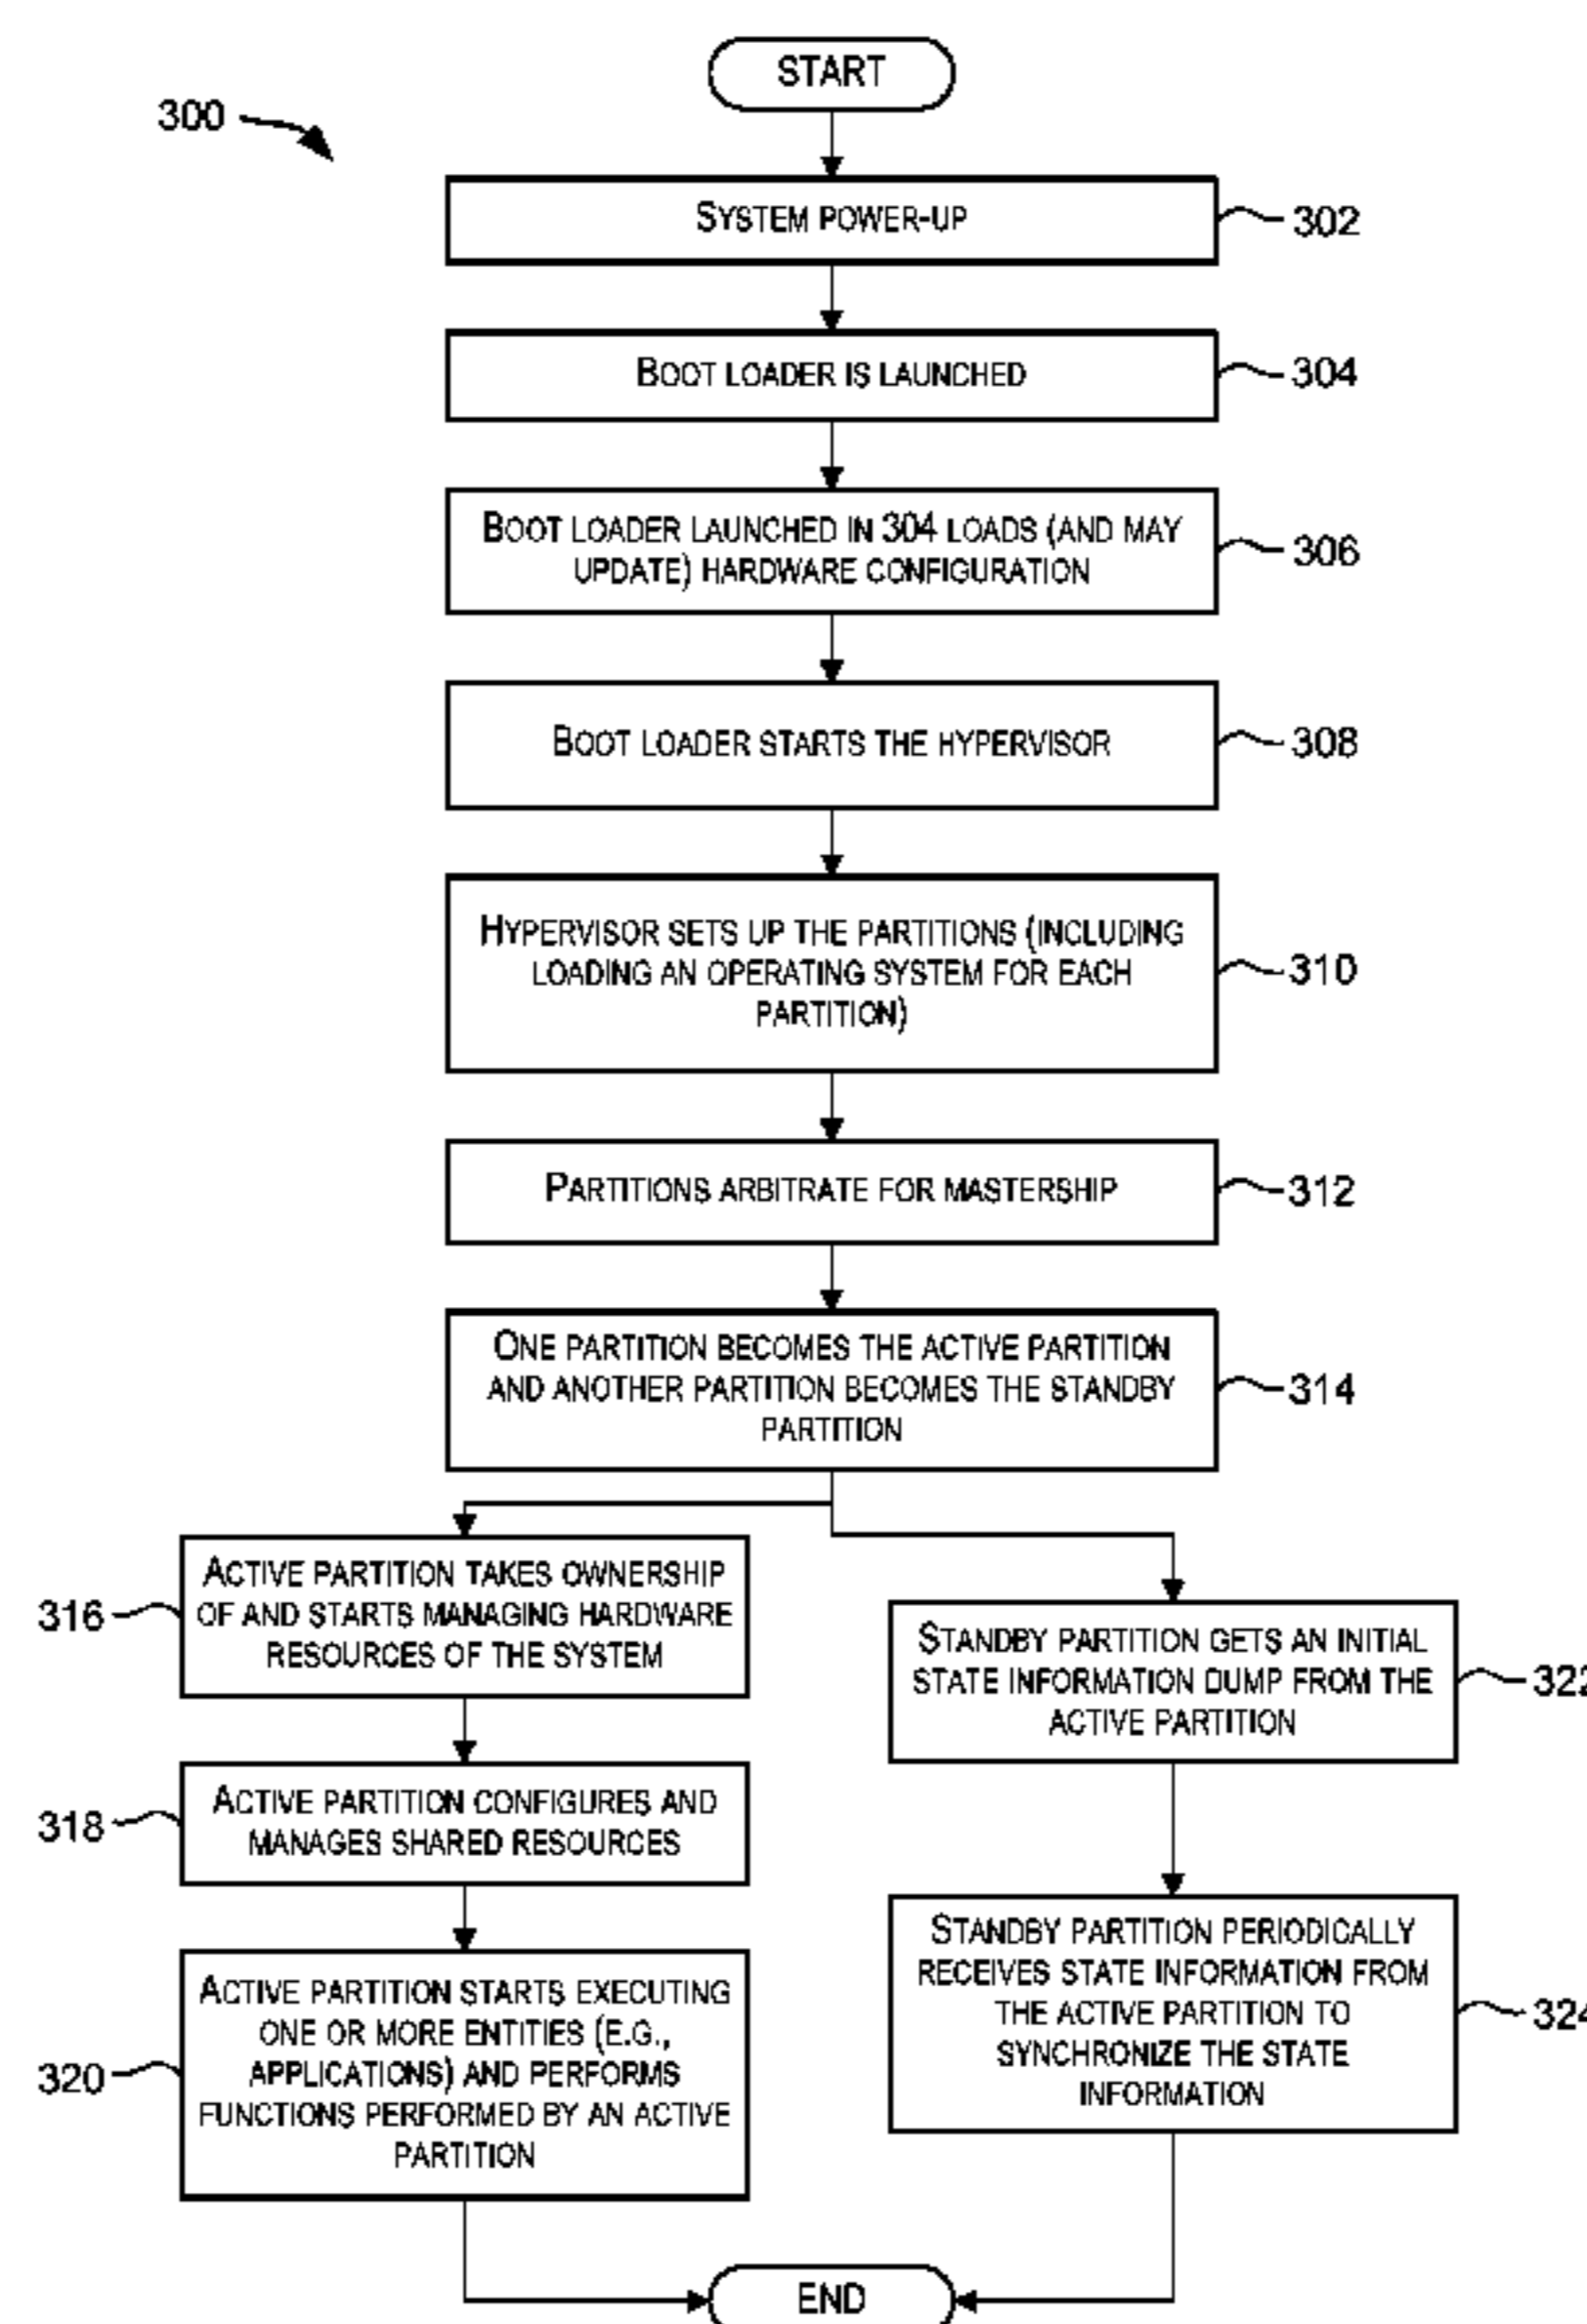 START
300
SYSTEM POWER-UP
302
BOOT LOADER IS LAUNCHED
304
BOOT LOADER LAUNCHED IN 304 LOADS (AND MAY
UPDATE) HARDWARE CONFIGURATION
306
BOOT LOADER STARTS THE HYPERVISOR
308
HYPERVISOR SETS UP THE PARTITIONS (INCLUDING
LOADING AN OPERATING SYSTEM FOR EACH
PARTITION)
310
PARTITIONS ARBITRATE FOR MASTERSHIP
312
ONE PARTITION BECOMES THE ACTIVE PARTITION
AND ANOTHER PARTITION BECOMES THE STANDBY
PARTITION
314
316
ACTIVE PARTITION TAKES OWNERSHIP
OF AND STARTS MANAGING HARDWARE
RESOURCES OF THE SYSTEM
318
ACTIVE PARTITION CONFIGURES AND
MANAGES SHARED RESOURCES
320
ACTIVE PARTITION STARTS EXECUTING
ONE OR MORE ENTITIES (E.G.,
APPLICATIONS) AND PERFORMS
FUNCTIONS PERFORMED BY AN ACTIVE
PARTITION
STANDBY PARTITION GETS AN INITIAL
STATE INFORMATION DUMP FROM THE
ACTIVE PARTITION
322
STANDBY PARTITION PERIODICALLY
RECEIVES STATE INFORMATION FROM
THE ACTIVE PARTITION TO
SYNCHRONIZE THE STATE
INFORMATION
324
END